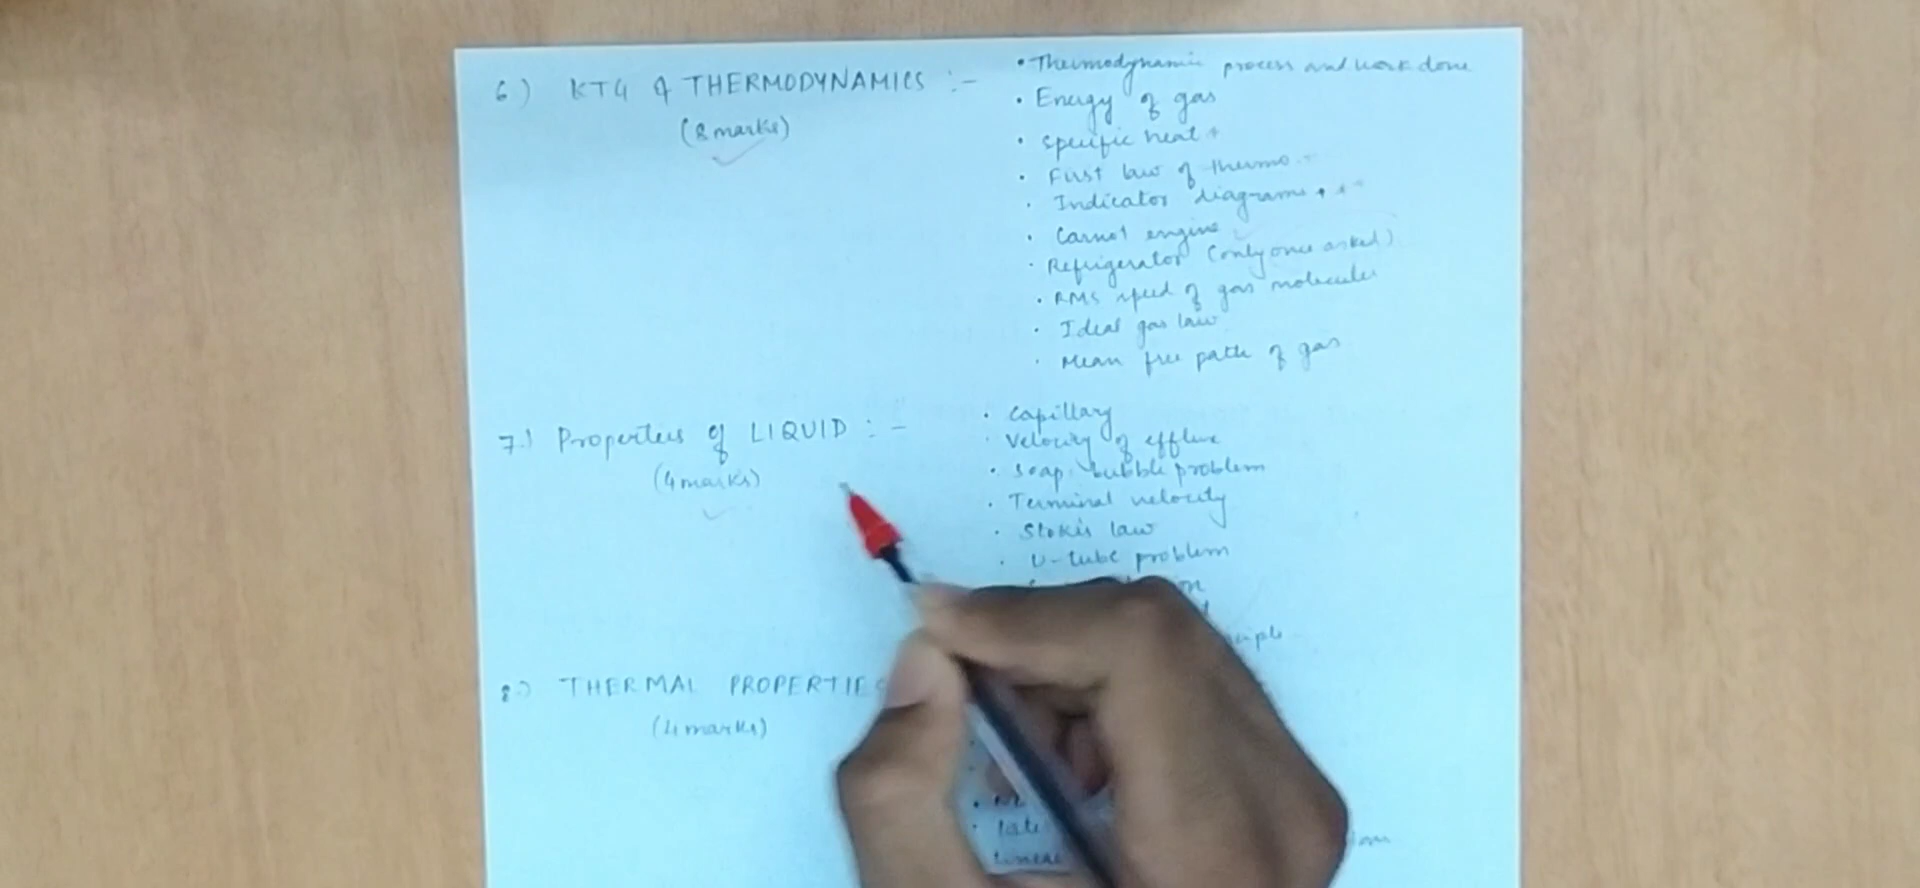 6.) KTG & THERMODYNAMICS :-
(8 marks)
• Thermodynamic process and work done
• Energy of gas
• Specific heat
• First law of thermo
• Indicator diagrams
• Carnot engine
• Refrigerator (only once asked)
• RMS speed of gas molecules
• Ideal gas law
• Mean free path of gas
7.) Properties of LIQUID :-
(4 marks)
• Capillary
• Velocity of efflux
• Soap bubble problem
• Terminal velocity
• Stokes law
• U-tube problem
8.) THERMAL PROPERTIES
(4 marks)